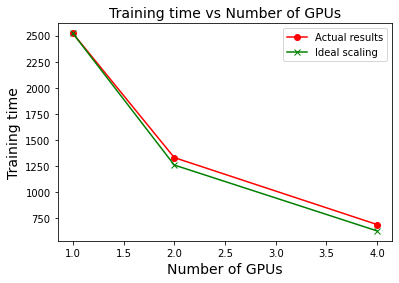 Training time vs Number of GPUs
Actual results
Ideal scaling
Training time
2500
2250
2000
1750
1500
1250
1000
750
1.0 1.5 2.0 2.5 3.0 3.5 4.0
Number of GPUs